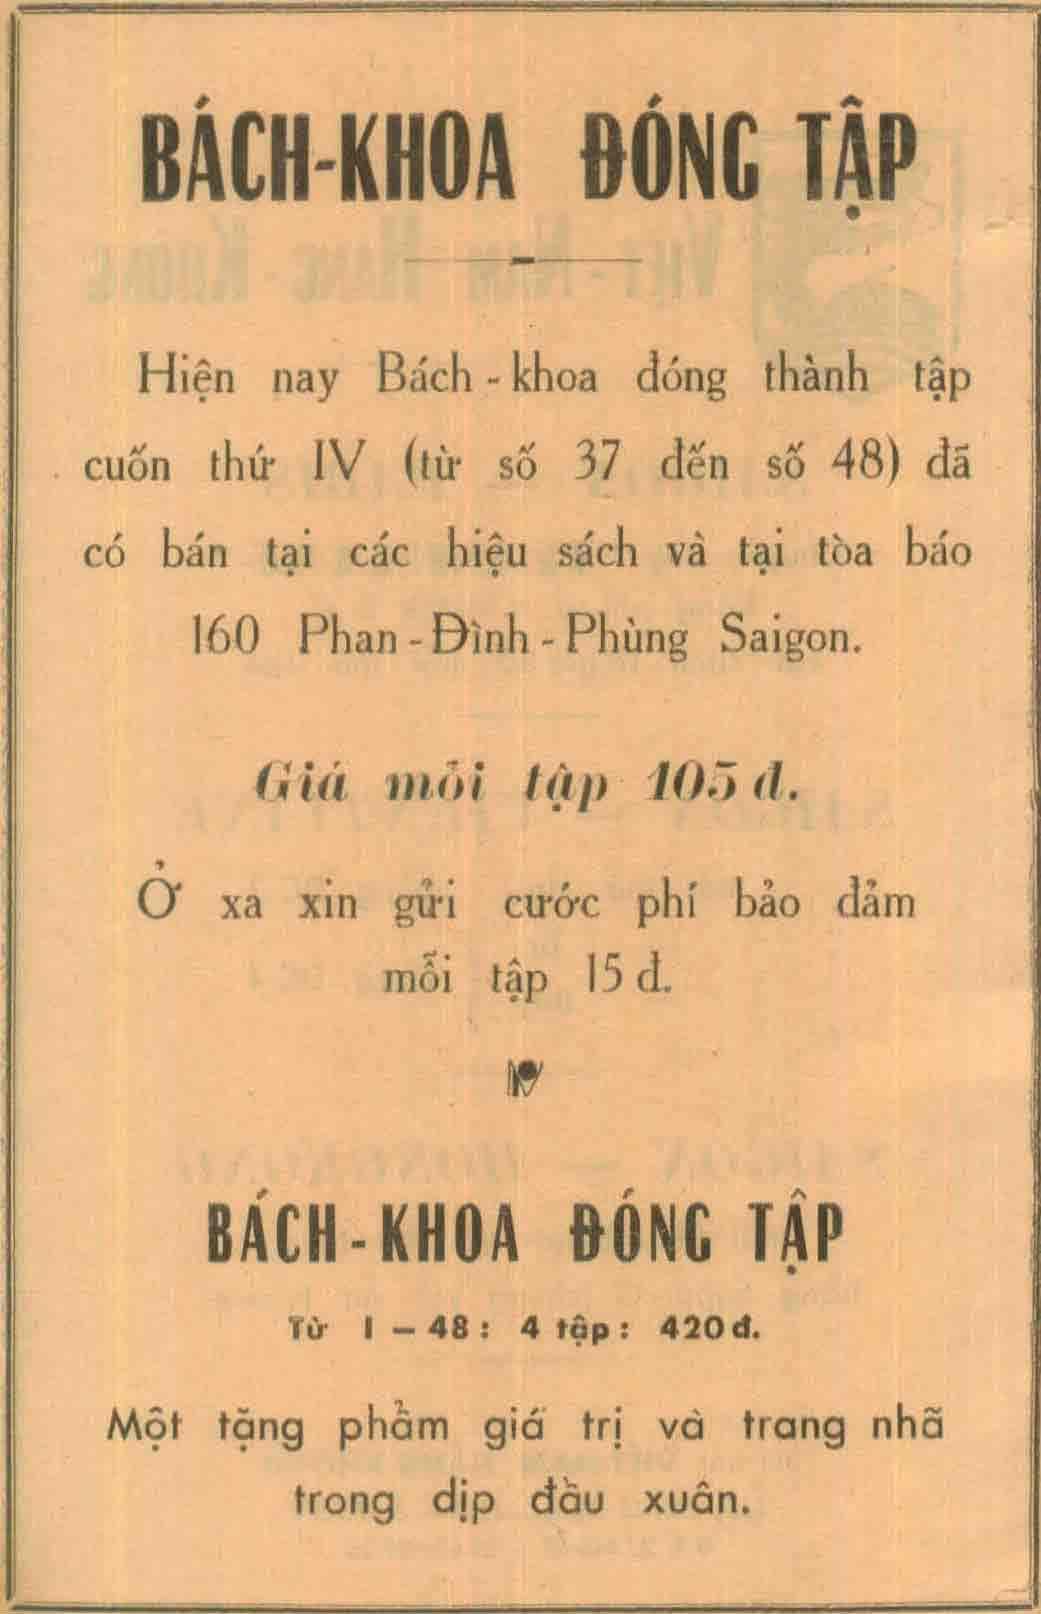 BÁCH-KHOA ĐÓNG TẬP
Hiện nay Bách - khoa đóng thành tập
cuốn thứ IV (từ số 37 đến số 48) đã
có bán tại các hiệu sách và tại tòa báo
160 Phan - Đình - Phùng Saigon.
Giá mỗi tập 105 đ.
Ở xa xin gửi cước phí bảo đảm
mỗi tập 15 đ.
BÁCH - KHOA ĐÓNG TẬP
Từ 1 — 48 : 4 tập : 420 đ.
Một tặng phẩm giá trị và trang nhã
trong dịp đầu xuân.